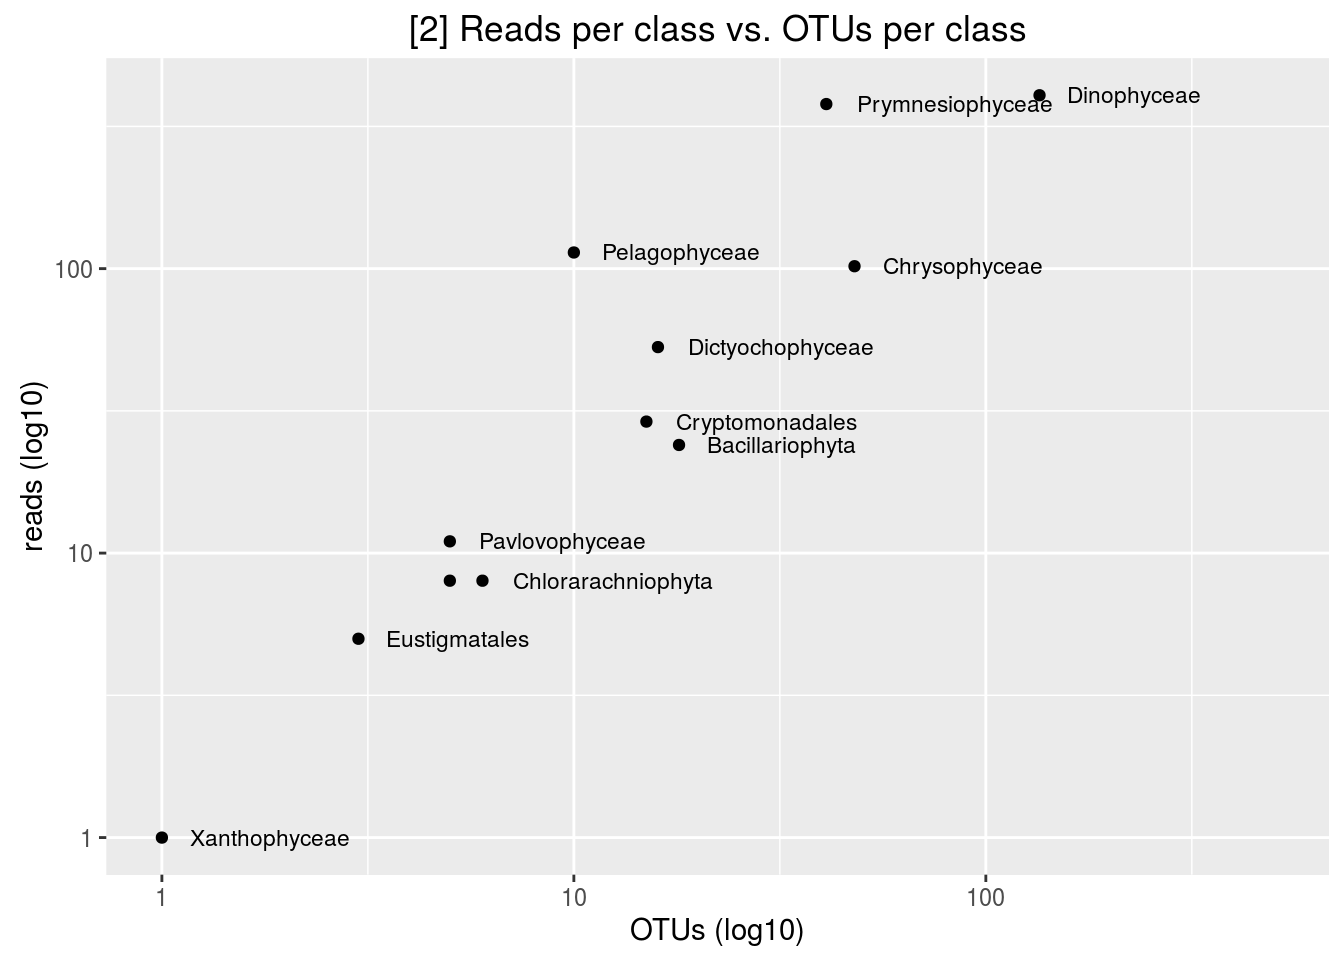 [2] Reads per class vs. OTUs per class
Prymnesiophyceae
Dinophyceae
Pelagophyceae
Chrysophyceae
Dictyochophyceae
Cryptomonadales
Bacillariophyta
Pavlovophyceae
Chlorarachniophyta
Eustigmatales
Xanthophyceae
100
10
1
reads (log10)
1 10 100
OTUs (log10)